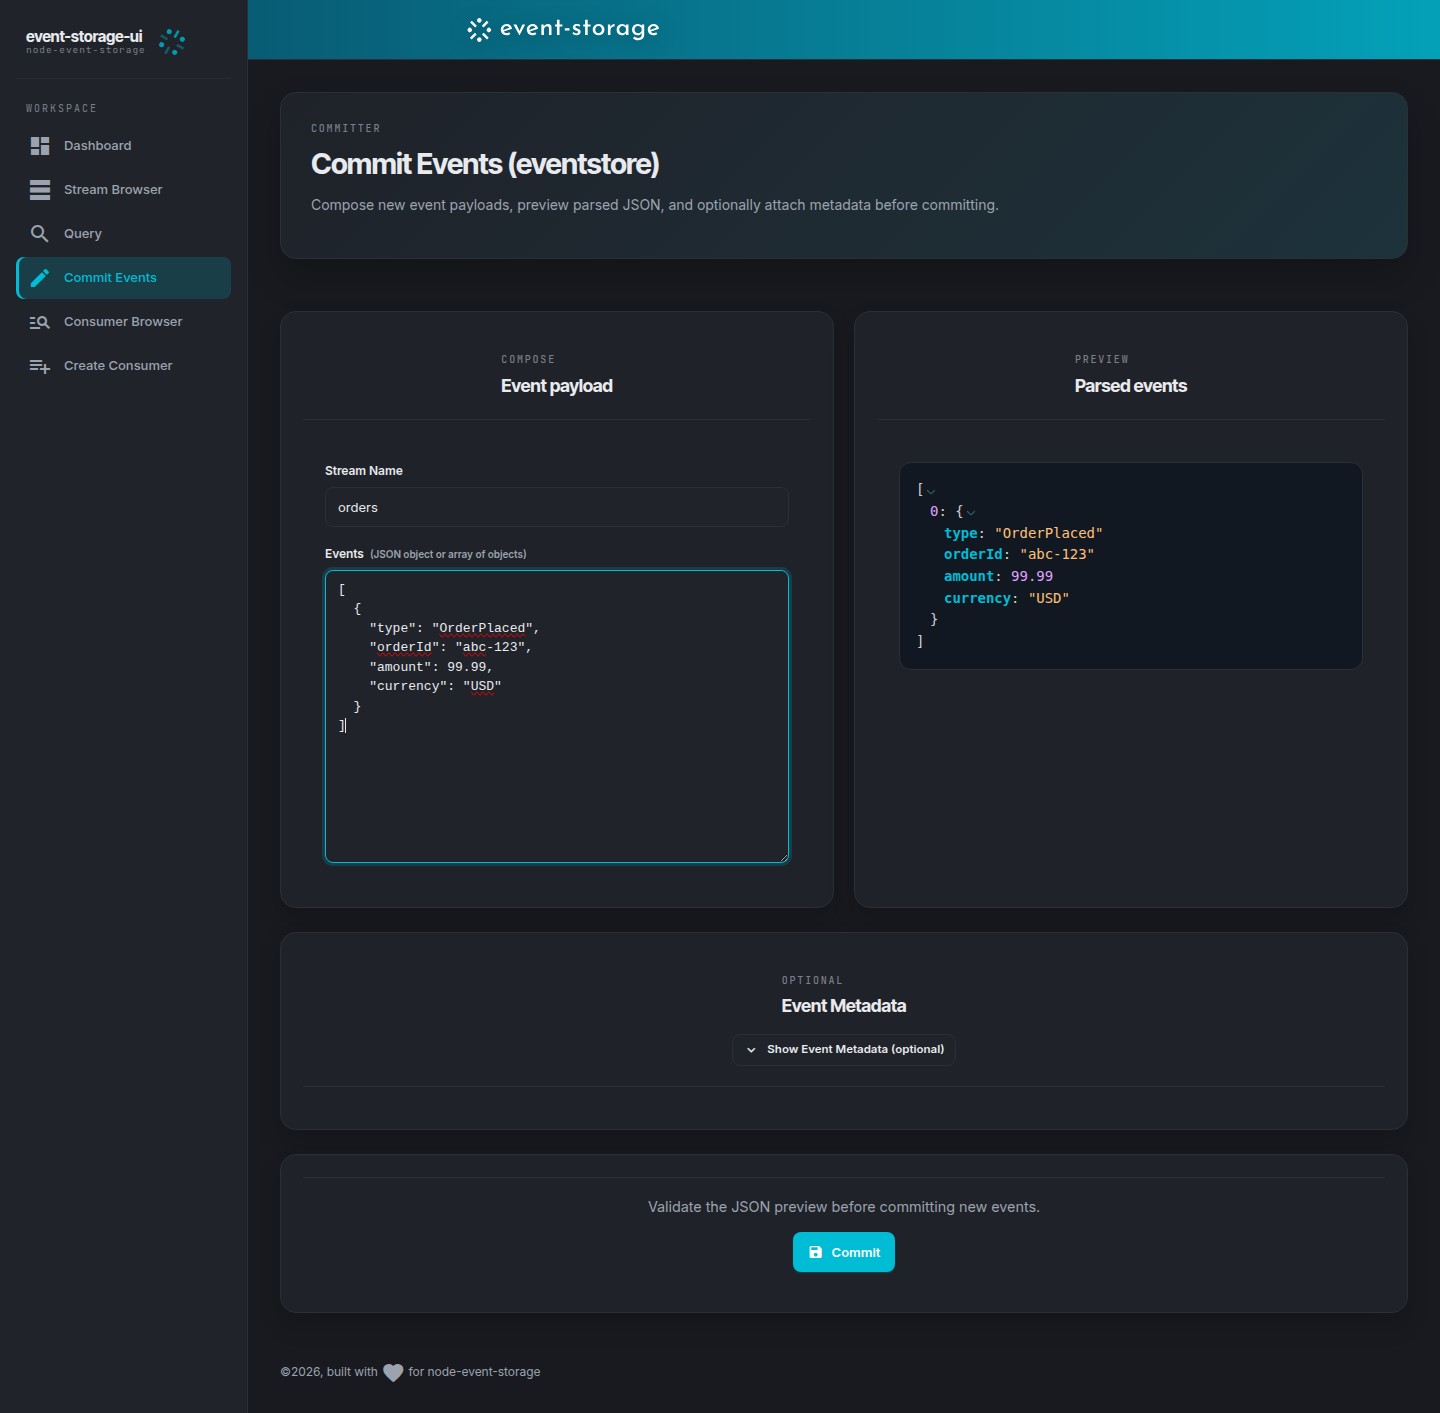 event-storage-ui
node-event-storage
WORKSPACE
Dashboard
Stream Browser
Query
Commit Events
Consumer Browser
Create Consumer
event-storage
COMMITTER
Commit Events (eventstore)
Compose new event payloads, preview parsed JSON, and optionally attach metadata before committing.
COMPOSE
Event payload
Stream Name
orders
Events (JSON object or array of objects)
[
  {
    "type": "OrderPlaced",
    "orderId": "abc-123",
    "amount": 99.99,
    "currency": "USD"
  }
]
PREVIEW
Parsed events
[
0: {
type: "OrderPlaced"
orderId: "abc-123"
amount: 99.99
currency: "USD"
}
]
OPTIONAL
Event Metadata
Show Event Metadata (optional)
Validate the JSON preview before committing new events.
Commit
©2026, built with for node-event-storage